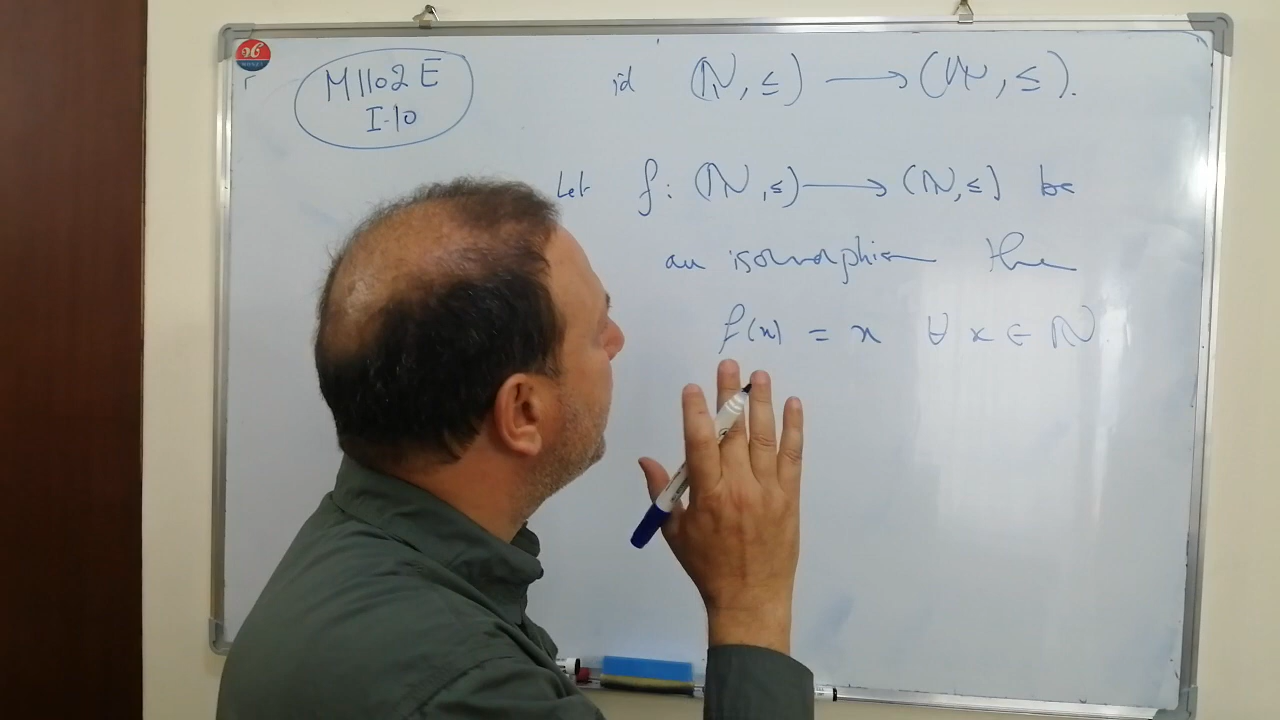 M1102E
I-10
id (ℕ, ≤) ⟶ (ℕ, ≤).
Let f: (ℕ, ≤) ⟶ (ℕ, ≤) be
an isomorphism then
f(x) = x ∀ x ∈ ℕ